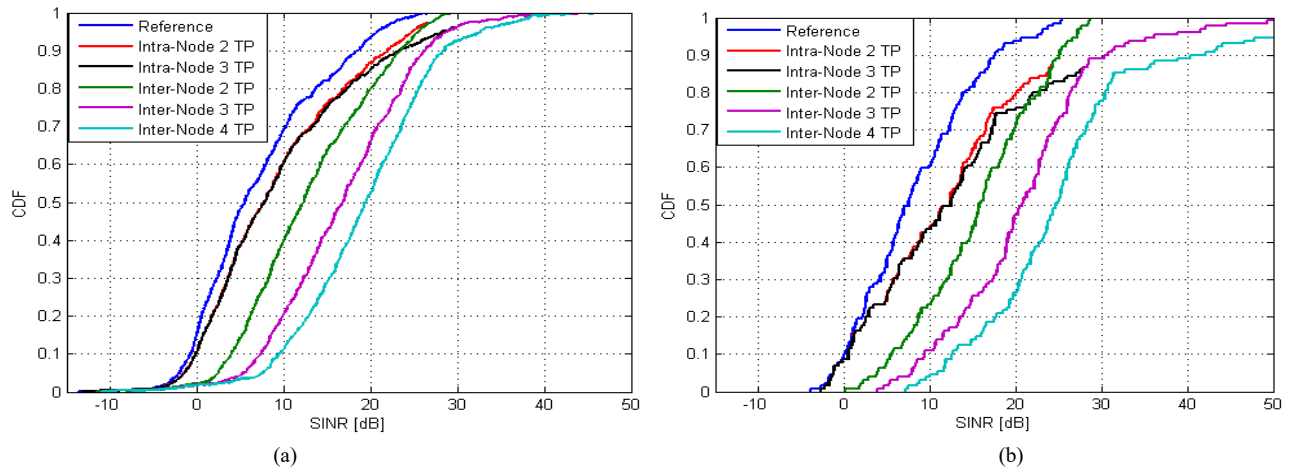 (a)
1
0.9
0.8
0.7
0.6
0.5
0.4
0.3
0.2
0.1
0
CDF
Reference
Intra-Node 2 TP
Intra-Node 3 TP
Inter-Node 2 TP
Inter-Node 3 TP
Inter-Node 4 TP
-10 0 10 20 30 40 50
SINR [dB]
(a)
(b)
1
0.9
0.8
0.7
0.6
0.5
0.4
0.3
0.2
0.1
0
CDF
Reference
Intra-Node 2 TP
Intra-Node 3 TP
Inter-Node 2 TP
Inter-Node 3 TP
Inter-Node 4 TP
-10 0 10 20 30 40 50
SINR [dB]
(b)